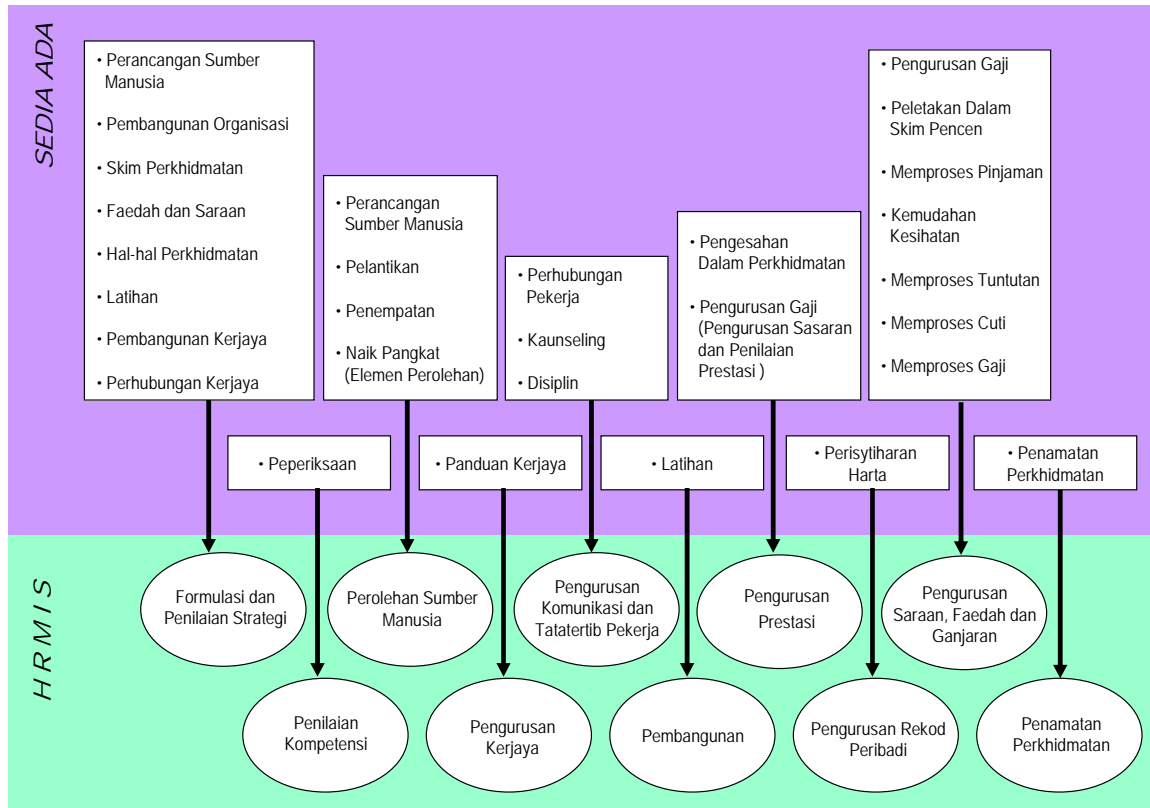 SEDIA ADA
• Perancangan Sumber
Manusia
• Pembangunan Organisasi
• Skim Perkhidmatan
• Faedah dan Saraan
• Hal-hal Perkhidmatan
• Latihan
• Pembangunan Kerjaya
• Perhubungan Kerjaya
• Perancangan
Sumber Manusia
• Pelantikan
• Penempatan
• Naik Pangkat
(Elemen Perolehan)
• Perhubungan
Pekerja
• Kaunseling
• Disiplin
• Pengesahan
Dalam Perkhidmatan
• Pengurusan Gaji
(Pengurusan Sasaran
dan Penilaian
Prestasi )
• Pengurusan Gaji
• Peletakan Dalam
Skim Pencen
• Memproses Pinjaman
• Kemudahan
Kesihatan
• Memproses Tuntutan
• Memproses Cuti
• Memproses Gaji
• Peperiksaan
• Panduan Kerjaya
• Latihan
• Perisytiharan
Harta
• Penamatan
Perkhidmatan
HRMIS
Formulasi dan
Penilaian Strategi
Perolehan Sumber
Manusia
Pengurusan
Komunikasi dan
Tatatertib Pekerja
Pengurusan
Prestasi
Pengurusan
Saraan, Faedah dan
Ganjaran
Penilaian
Kompetensi
Pengurusan
Kerjaya
Pembangunan
Pengurusan Rekod
Peribadi
Penamatan
Perkhidmatan